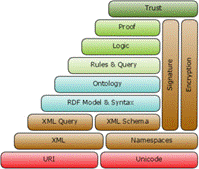 Trust
Proof
Logic
Rules & Query
Ontology
RDF Model & Syntax
XML Query
XML Schema
XML
Namespaces
URI
Unicode
Signature
Encryption